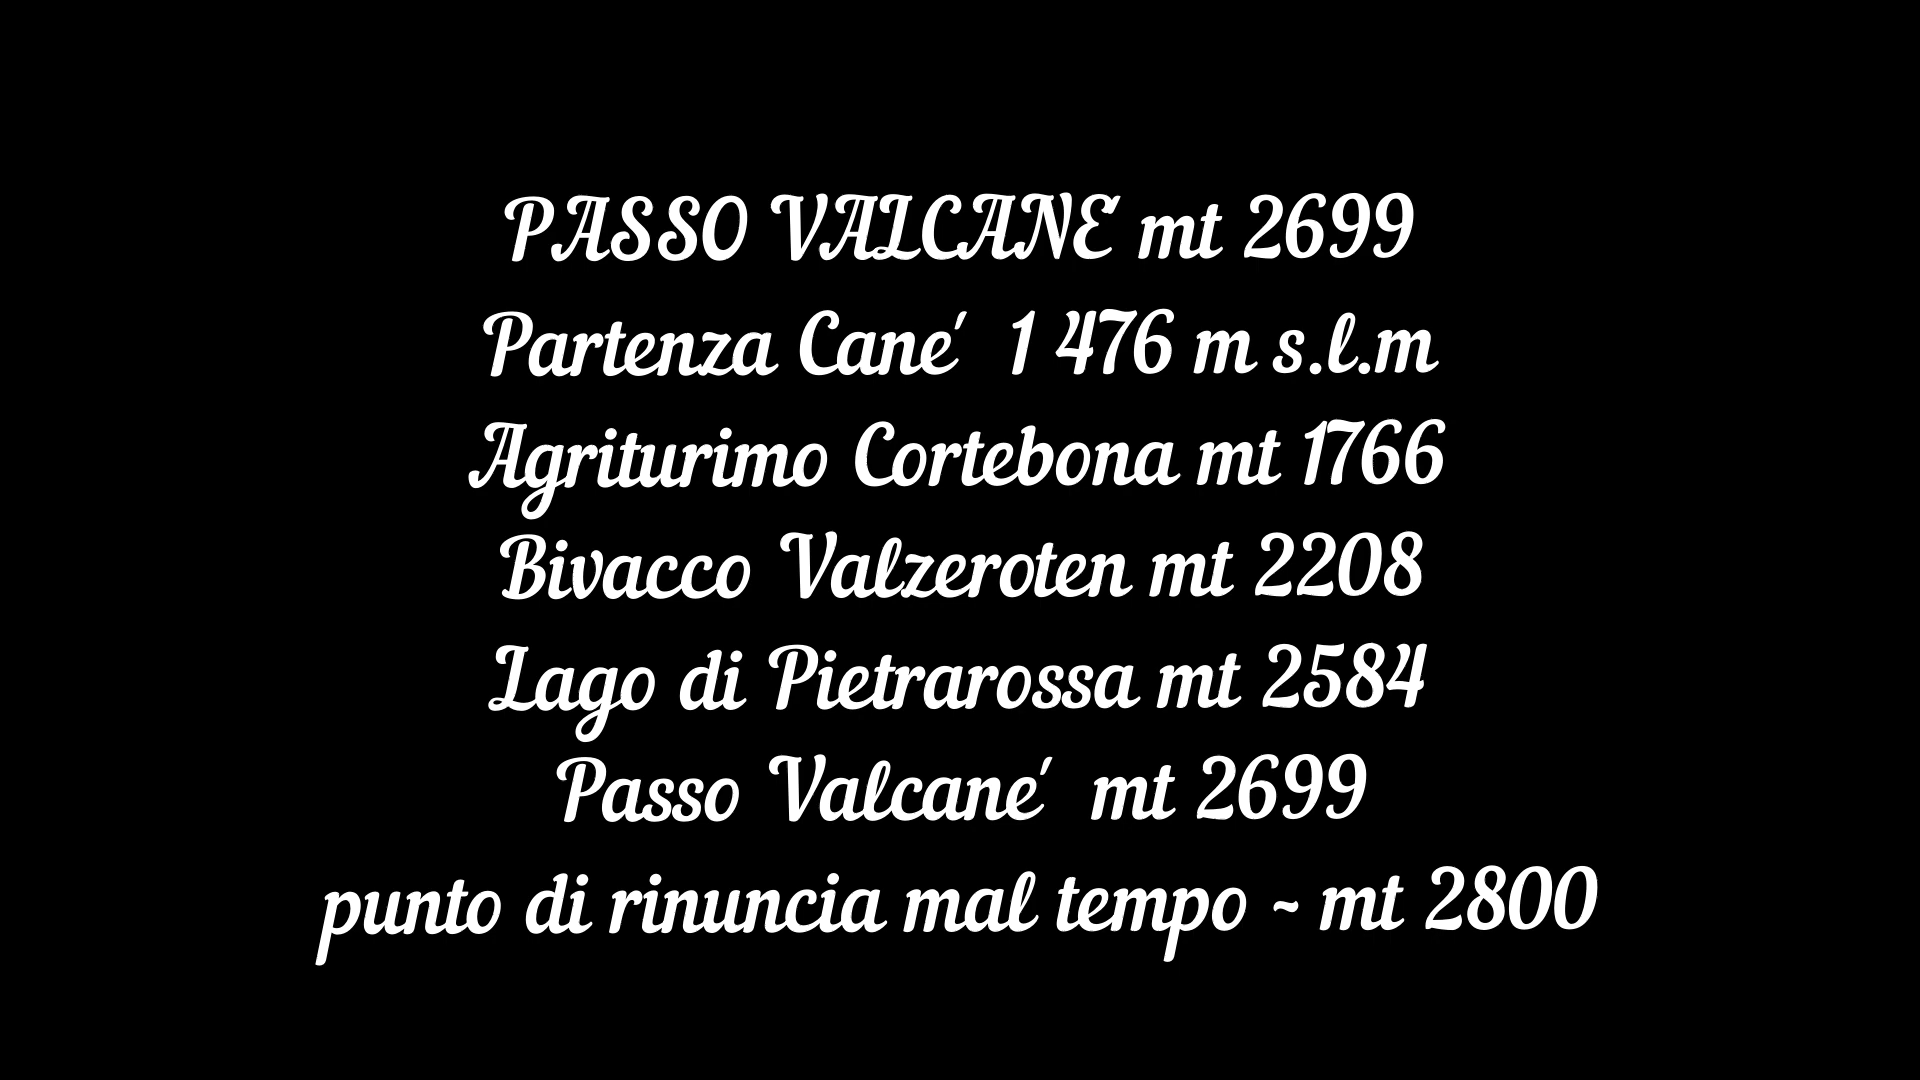 PASSO VALCANE mt 2699
Partenza Cane' 1 476 m s.l.m
Agriturimo Cortebona mt 1766
Bivacco Valzeroten mt 2208
Lago di Pietrarossa mt 2584
Passo Valcane' mt 2699
punto di rinuncia mal tempo ~ mt 2800